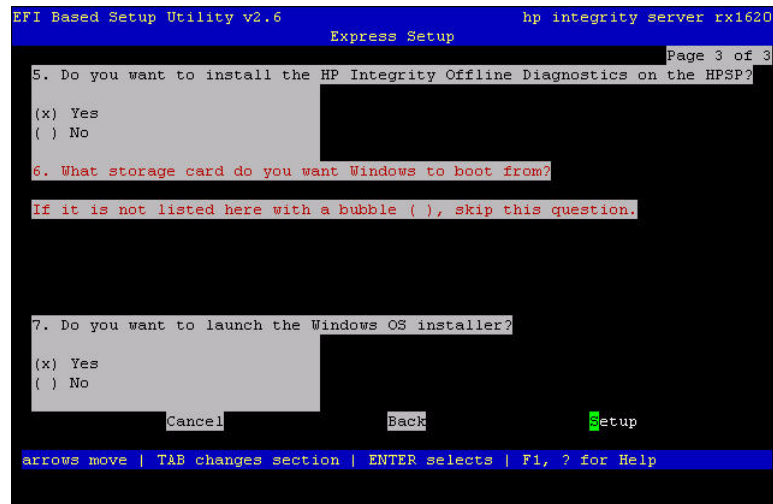 EFI Based Setup Utility v2.6 hp integrity server rx1620
Express Setup
Page 3 of 3
5. Do you want to install the HP Integrity Offline Diagnostics on the HPSP?
(x) Yes
( ) No
6. What storage card do you want Windows to boot from?
If it is not listed here with a bubble ( ), skip this question.
7. Do you want to launch the Windows OS installer?
(x) Yes
( ) No
Cancel Back Setup
arrows move | TAB changes section | ENTER selects | F1, ? for Help